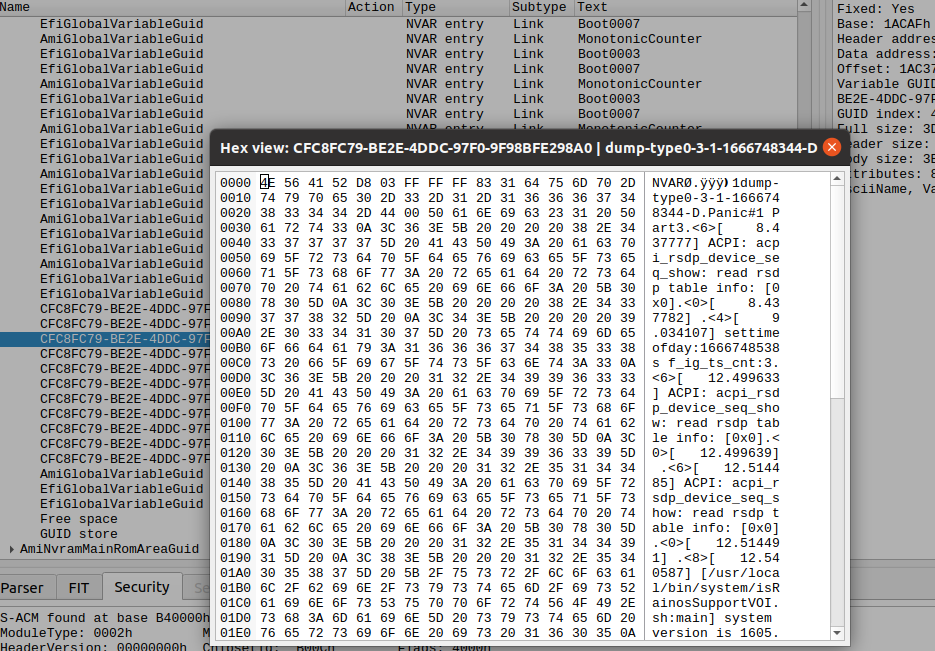 Name Action Type Subtype Text
EfiGlobalVariableGuid NVAR entry Link Boot0007
AmiGlobalVariableGuid NVAR entry Link MonotonicCounter
EfiGlobalVariableGuid NVAR entry Link Boot0003
EfiGlobalVariableGuid NVAR entry Link Boot0007
AmiGlobalVariableGuid NVAR entry Link MonotonicCounter
EfiGlobalVariableGuid NVAR entry Link Boot0003
EfiGlobalVariableGuid NVAR entry Link Boot0007
AmiGlobalVariableGuid
EfiGlobalVariableGuid
EfiGlobalVariableGuid
AmiGlobalVariableGuid
EfiGlobalVariableGuid
EfiGlobalVariableGuid
AmiGlobalVariableGuid
EfiGlobalVariableGuid
AmiGlobalVariableGuid
EfiGlobalVariableGuid
EfiGlobalVariableGuid
CFC8FC79-BE2E-4DDC-97F
CFC8FC79-BE2E-4DDC-97F
CFC8FC79-BE2E-4DDC-97F
CFC8FC79-BE2E-4DDC-97F
CFC8FC79-BE2E-4DDC-97F
CFC8FC79-BE2E-4DDC-97F
CFC8FC79-BE2E-4DDC-97F
CFC8FC79-BE2E-4DDC-97F
CFC8FC79-BE2E-4DDC-97F
CFC8FC79-BE2E-4DDC-97F
CFC8FC79-BE2E-4DDC-97F
AmiGlobalVariableGuid
EfiGlobalVariableGuid
EfiGlobalVariableGuid
Free space
GUID store
AmiNvramMainRomAreaGuid
Parser FIT Security Se
S-ACM found at base B40000h
ModuleType: 0002h M
HeaderVersion: 00000000h ChipsetId: B00Ch Flags: 4000h
Fixed: Yes
Base: 1ACAFh
Header addres
Data address:
Offset: 1AC37
Variable GUID
BE2E-4DDC-97F
GUID index: 4
Full size: 3D
eader size:
ody size: 3B
ttributes: 8
sciiName, Va
Hex view: CFC8FC79-BE2E-4DDC-97F0-9F98BFE298A0 | dump-type0-3-1-1666748344-D
0000 4E 56 41 52 D8 03 FF FF FF 83 31 64 75 6D 70 2D NVARØ.ÿÿÿ 1dump-
0010 74 79 70 65 30 2D 33 2D 31 2D 31 36 36 36 37 34 type0-3-1-166674
0020 38 33 34 34 2D 44 00 50 61 6E 69 63 23 31 20 50 8344-D.Panic#1 P
0030 61 72 74 33 0A 3C 36 3E 5B 20 20 20 20 38 2E 34 art3.<6>[    8.4
0040 33 37 37 37 37 5D 20 41 43 50 49 3A 20 61 63 70 37777] ACPI: acp
0050 69 5F 72 73 64 70 5F 64 65 76 69 63 65 5F 73 65 i_rsdp_device_se
0060 71 5F 73 68 6F 77 3A 20 72 65 61 64 20 72 73 64 q_show: read rsd
0070 70 20 74 61 62 6C 65 20 69 6E 66 6F 3A 20 5B 30 p table info: [0
0080 78 30 5D 0A 3C 30 3E 5B 20 20 20 20 38 2E 34 33 x0].<0>[    8.43
0090 37 37 38 32 5D 20 0A 3C 34 3E 5B 20 20 20 20 39 7782] .<4>[    9
00A0 2E 30 33 34 31 30 37 5D 20 73 65 74 74 69 6D 65 .034107] settime
00B0 6F 66 64 61 79 3A 31 36 36 36 37 34 38 35 33 38 ofday:1666748538
00C0 73 20 66 5F 69 67 5F 74 73 5F 63 6E 74 3A 33 0A s f_ig_ts_cnt:3.
00D0 3C 36 3E 5B 20 20 20 31 32 2E 34 39 39 36 33 33 <6>[   12.499633
00E0 5D 20 41 43 50 49 3A 20 61 63 70 69 5F 72 73 64 ] ACPI: acpi_rsd
00F0 70 5F 64 65 76 69 63 65 5F 73 65 71 5F 73 68 6F p_device_seq_sho
0100 77 3A 20 72 65 61 64 20 72 73 64 70 20 74 61 62 w: read rsdp tab
0110 6C 65 20 69 6E 66 6F 3A 20 5B 30 78 30 5D 0A 3C le info: [0x0].<
0120 30 3E 5B 20 20 20 31 32 2E 34 39 39 36 33 39 5D 0>[   12.499639]
0130 20 0A 3C 36 3E 5B 20 20 20 31 32 2E 35 31 34 34 .<6>[   12.5144
0140 38 35 5D 20 41 43 50 49 3A 20 61 63 70 69 5F 72 85] ACPI: acpi_r
0150 73 64 70 5F 64 65 76 69 63 65 5F 73 65 71 5F 73 sdp_device_seq_s
0160 68 6F 77 3A 20 72 65 61 64 20 72 73 64 70 20 74 how: read rsdp t
0170 61 62 6C 65 20 69 6E 66 6F 3A 20 5B 30 78 30 5D able info: [0x0]
0180 0A 3C 30 3E 5B 20 20 20 31 32 2E 35 31 34 34 39 .<0>[   12.51449
0190 31 5D 20 0A 3C 38 3E 5B 20 20 20 31 32 2E 35 34 1] .<8>[   12.54
01A0 30 35 38 37 5D 20 5B 2F 75 73 72 2F 6C 6F 63 61 0587] [/usr/loca
01B0 6C 2F 62 69 6E 2F 73 79 73 74 65 6D 2F 69 73 52 l/bin/system/isR
01C0 61 69 6E 6F 73 53 75 70 70 6F 72 74 56 4F 49 2E ainosSupportVOI.
01D0 73 68 3A 6D 61 69 6E 5D 20 73 79 73 74 65 6D 20 sh:main] system
01E0 76 65 72 73 69 6F 6E 20 69 73 20 31 36 30 35 0A version is 1605.